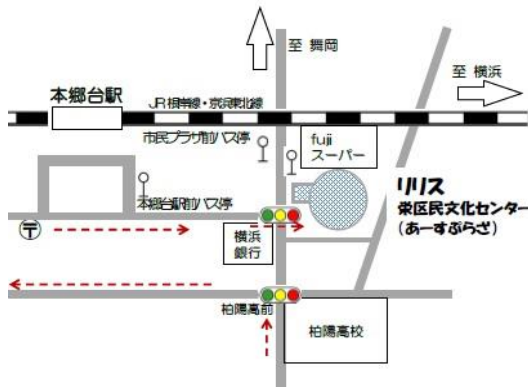 至 舞岡
至 横浜
本郷台駅
JR 根岸線・京浜東北線
市民プラザ前バス停
fuji
スーパー
本郷台駅前バス停
リリス
栄区民文化センター
(あーすぷらざ)
〒
横浜
銀行
柏陽高前
柏陽高校